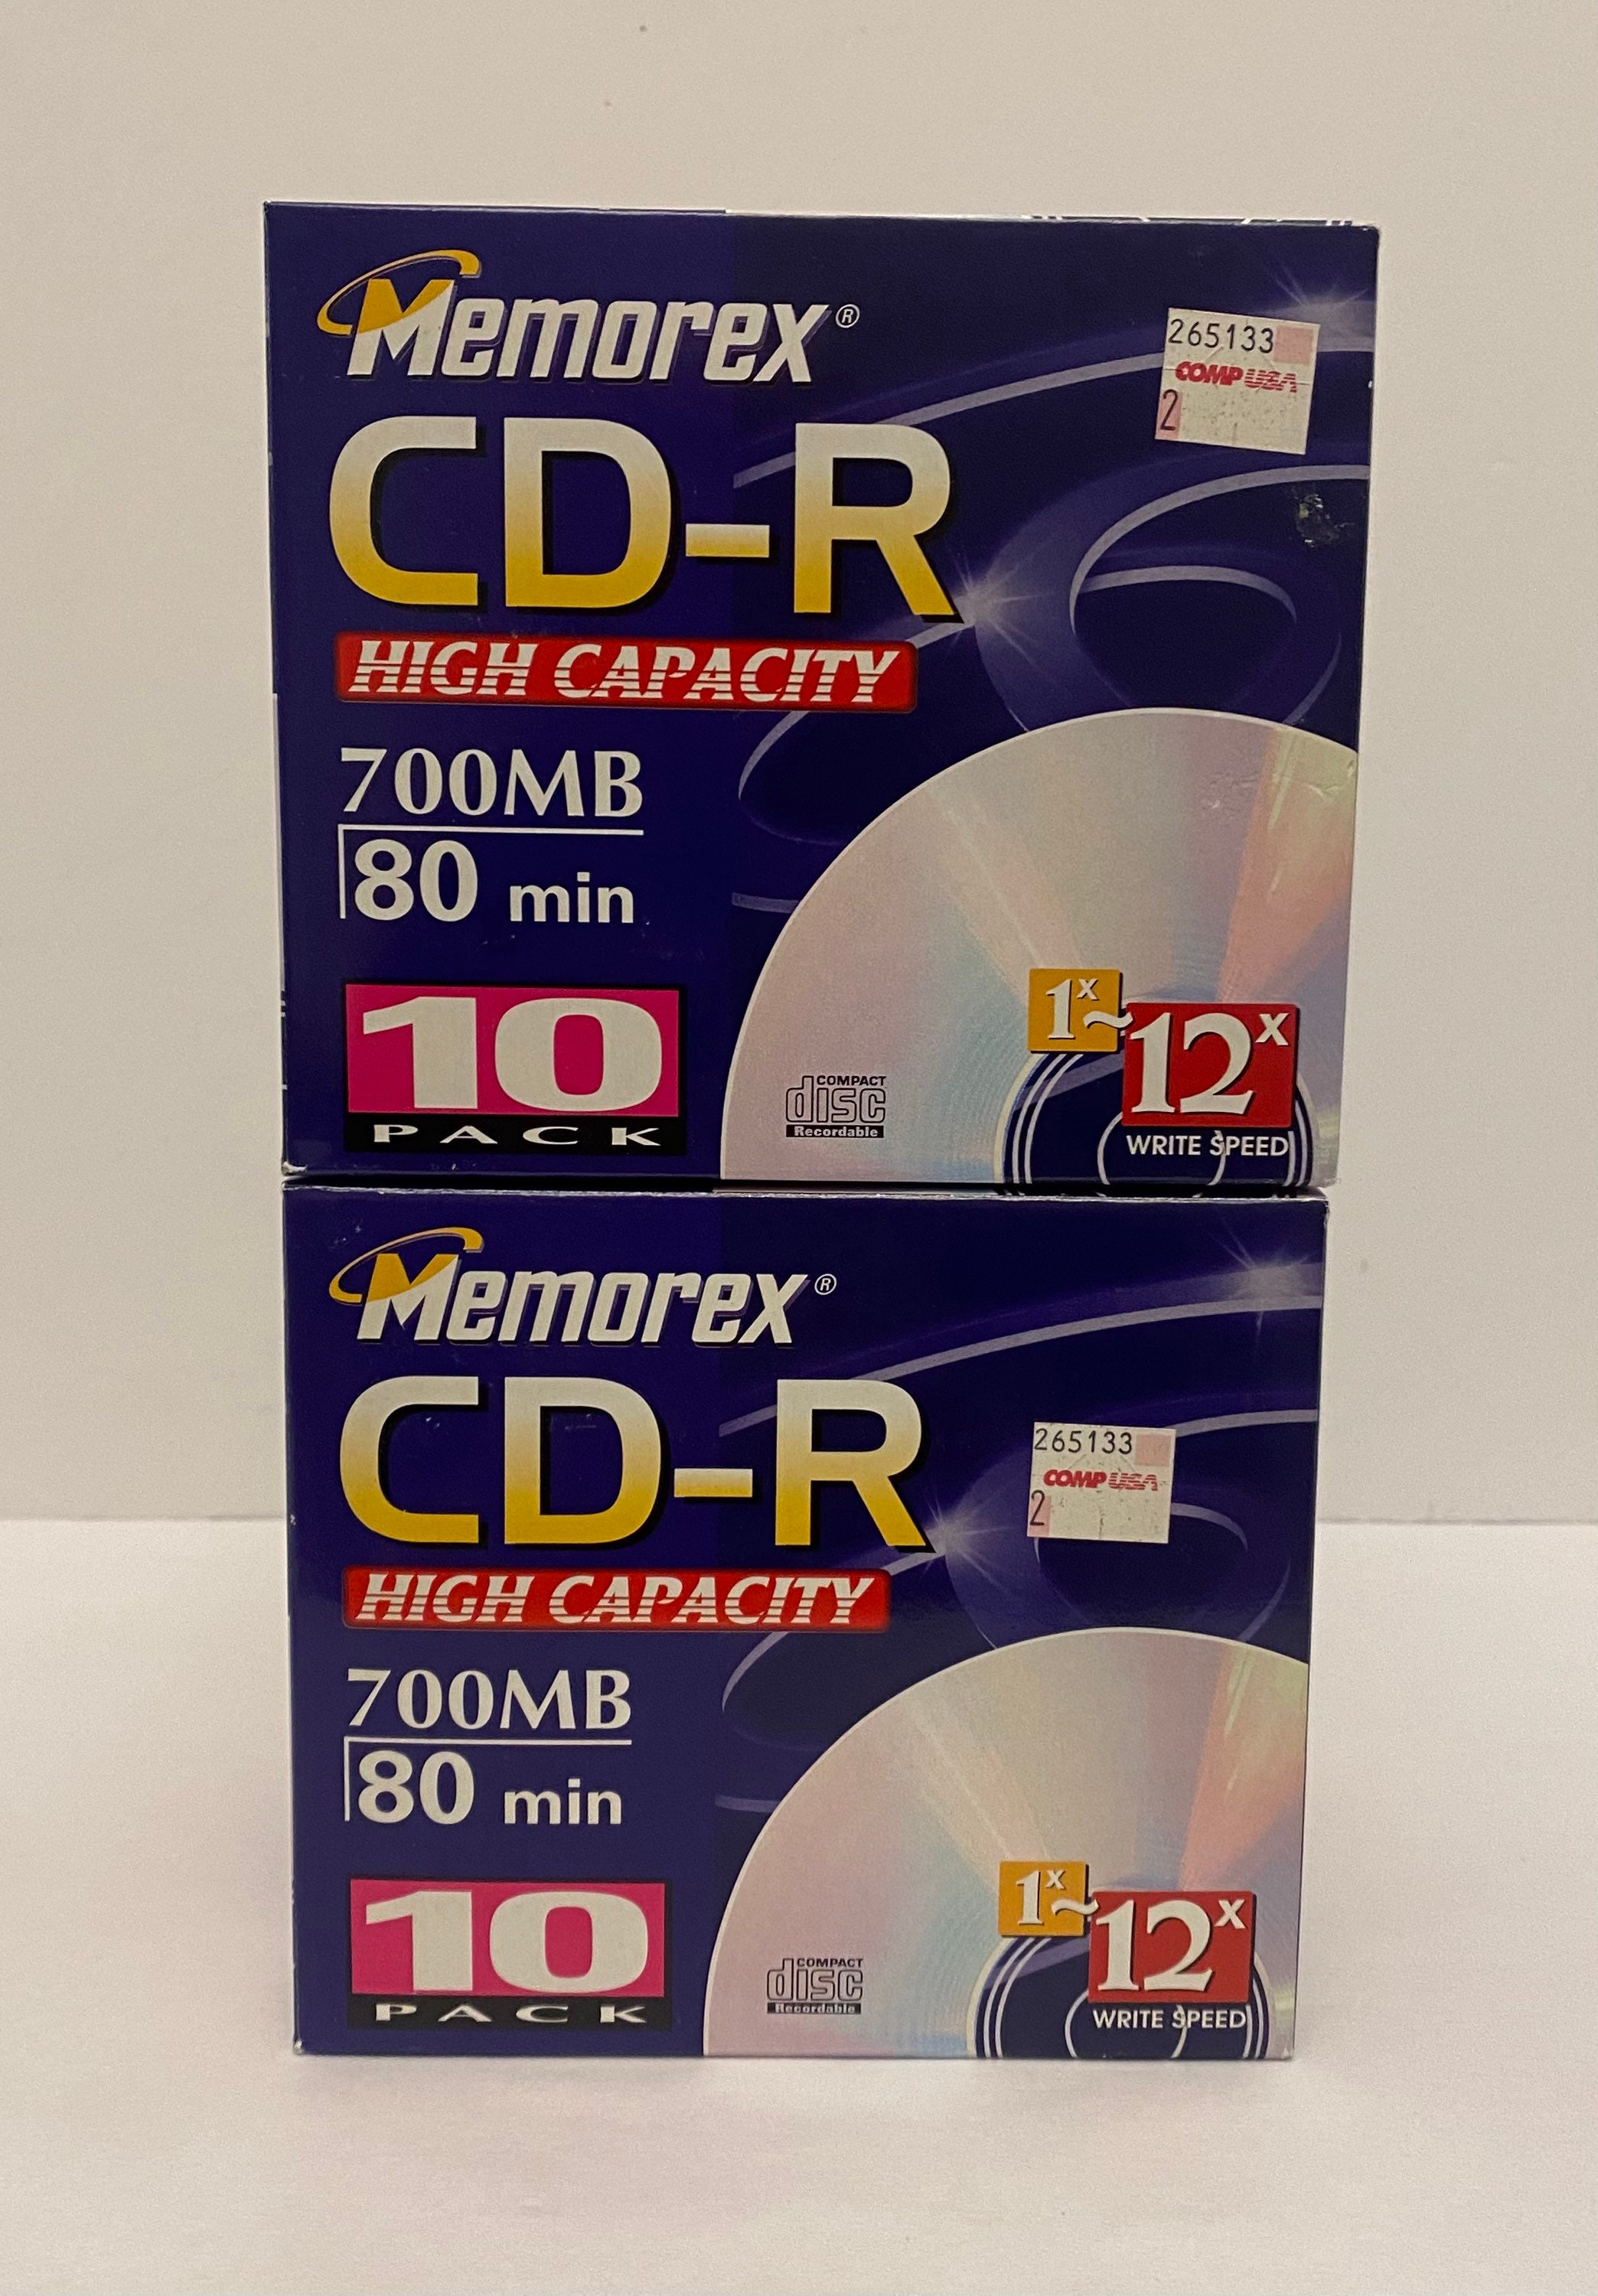 Memorex®
CD-R
HIGH CAPACITY
700MB
80 min
10
PACK
265133
COMP USA
2
COMPACT
disc
Recordable
1x~12x
WRITE SPEED
Memorex®
CD-R
HIGH CAPACITY
700MB
80 min
10
PACK
265133
COMP USA
2
COMPACT
disc
Recordable
1x~12x
WRITE SPEED